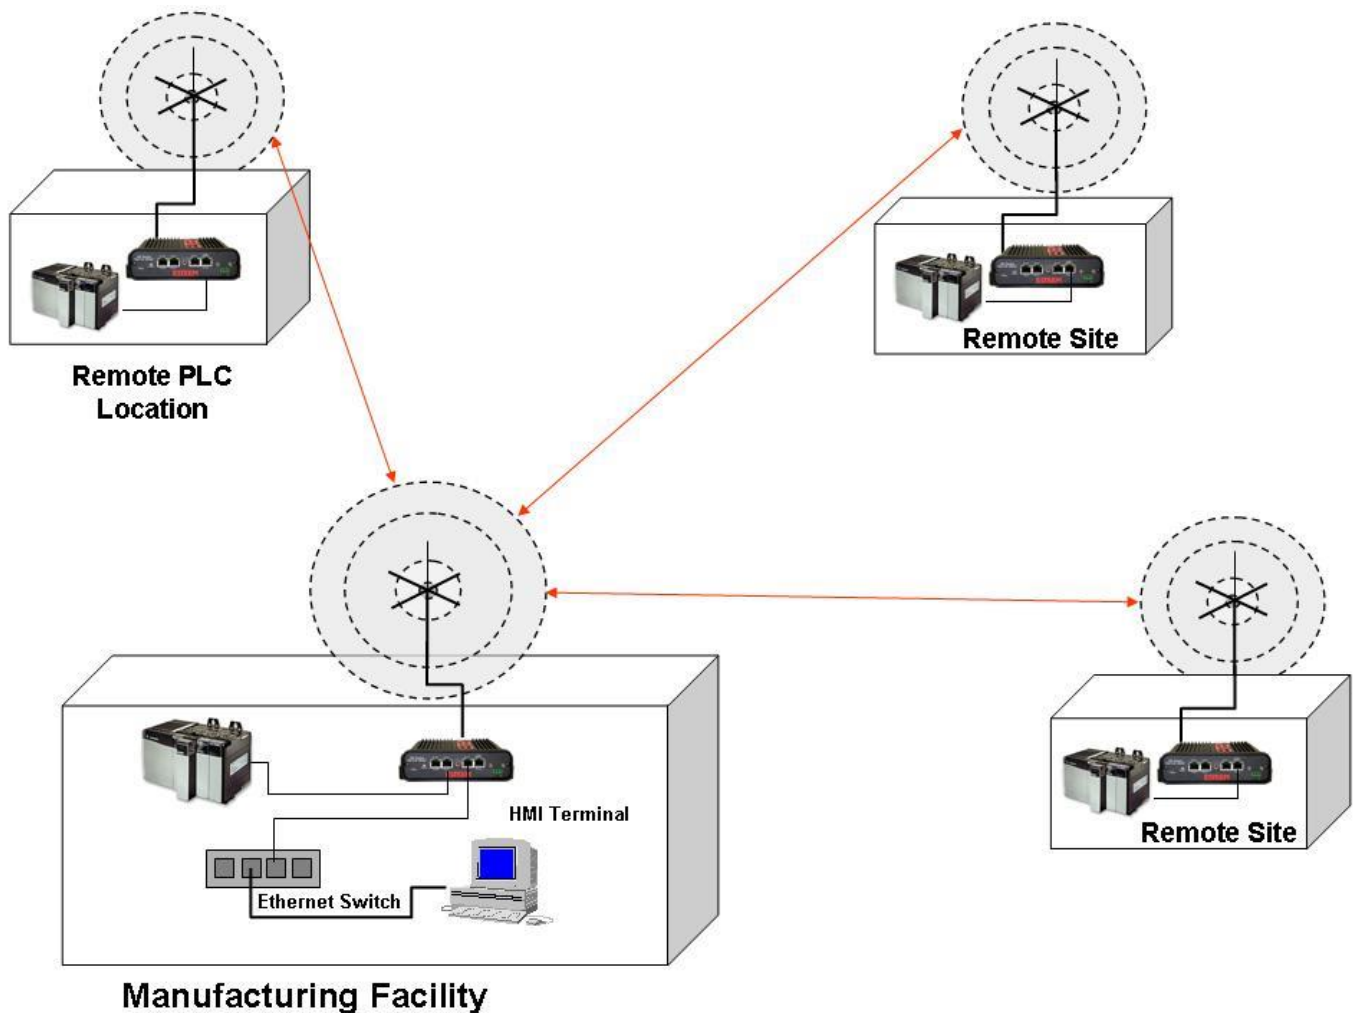 Remote PLC
Location
Remote Site
HMI Terminal
Ethernet Switch
Remote Site
Manufacturing Facility